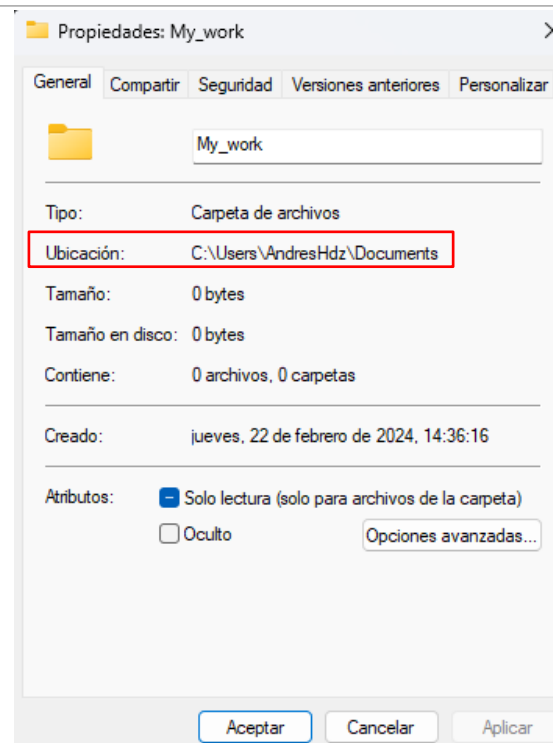 Propiedades: My_work
General Compartir Seguridad Versiones anteriores Personalizar
My_work
Tipo: Carpeta de archivos
Ubicación: C:\Users\AndresHdz\Documents
Tamaño: 0 bytes
Tamaño en disco: 0 bytes
Contiene: 0 archivos, 0 carpetas
Creado: jueves, 22 de febrero de 2024, 14:36:16
Atributos: Solo lectura (solo para archivos de la carpeta)
Oculto Opciones avanzadas...
Aceptar Cancelar Aplicar